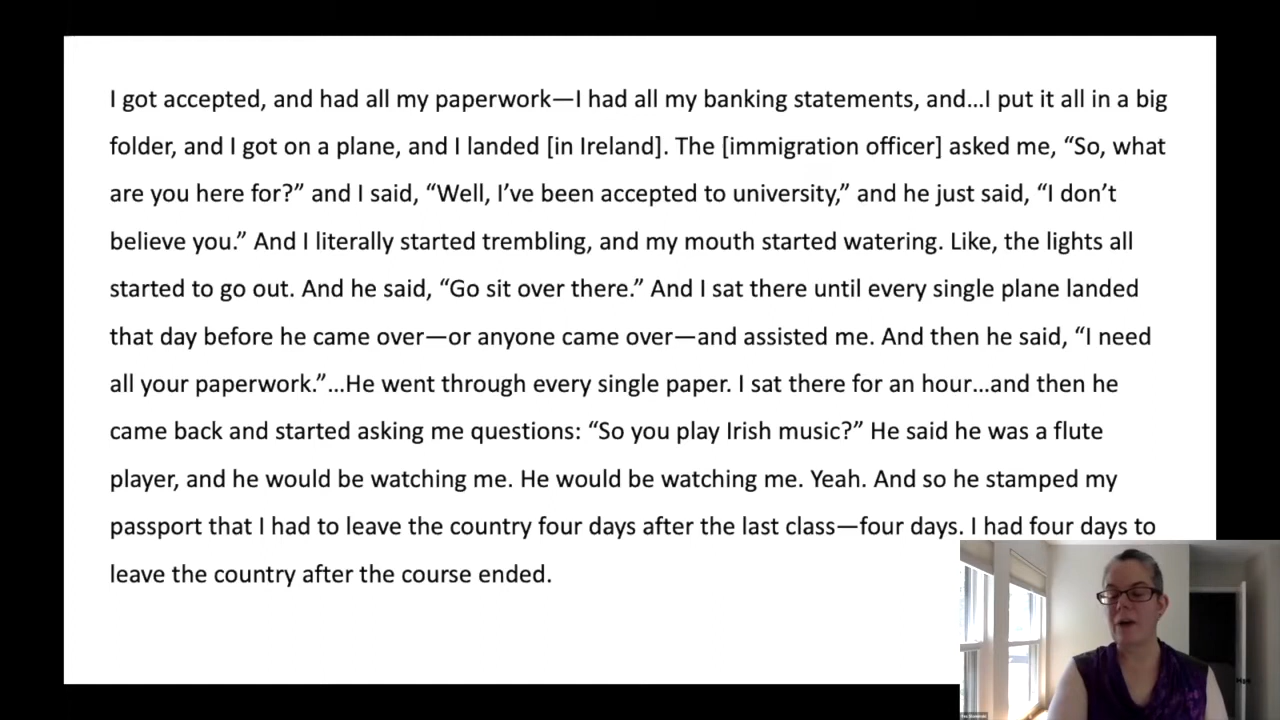 I got accepted, and had all my paperwork—I had all my banking statements, and…I put it all in a big
folder, and I got on a plane, and I landed [in Ireland]. The [immigration officer] asked me, “So, what
are you here for?” and I said, “Well, I’ve been accepted to university,” and he just said, “I don’t
believe you.” And I literally started trembling, and my mouth started watering. Like, the lights all
started to go out. And he said, “Go sit over there.” And I sat there until every single plane landed
that day before he came over—or anyone came over—and assisted me. And then he said, “I need
all your paperwork.”…He went through every single paper. I sat there for an hour…and then he
came back and started asking me questions: “So you play Irish music?” He said he was a flute
player, and he would be watching me. He would be watching me. Yeah. And so he stamped my
passport that I had to leave the country four days after the last class—four days. I had four days to
leave the country after the course ended.